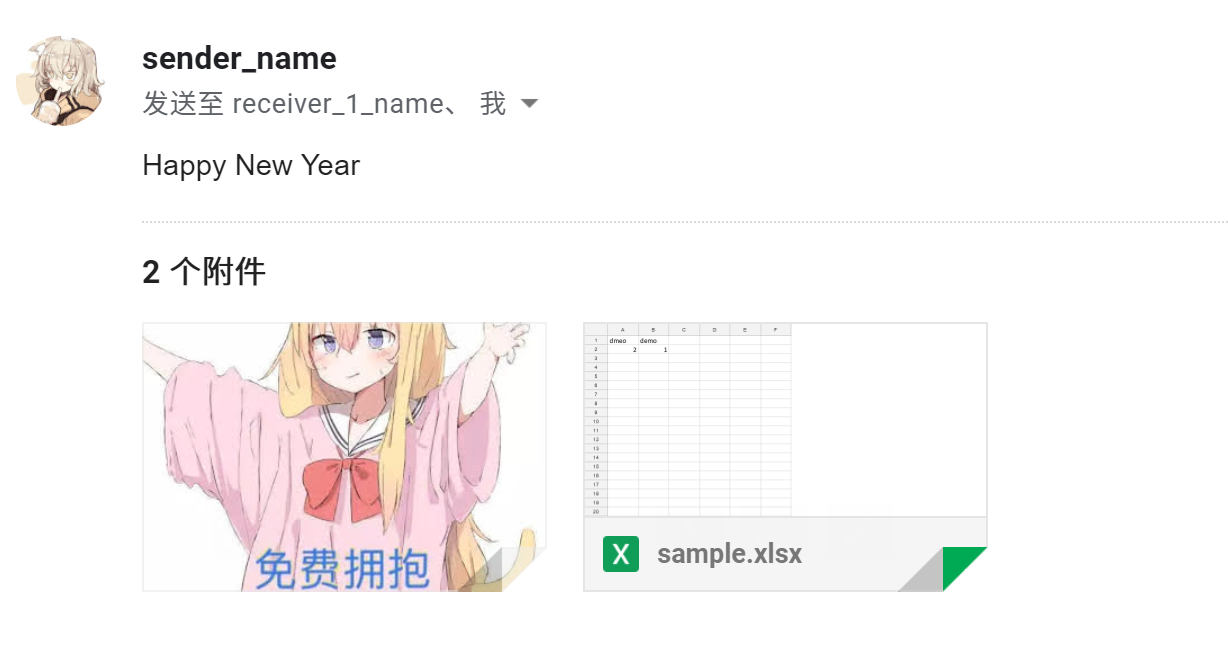 sender_name
发送至 receiver_1_name、 我
Happy New Year
2 个附件
免费拥抱
A B C D E F
1 dmeo demo
2 2 1
3
4
5
6
7
8
9
10
11
12
13
14
15
16
17
18
19
20
X sample.xlsx